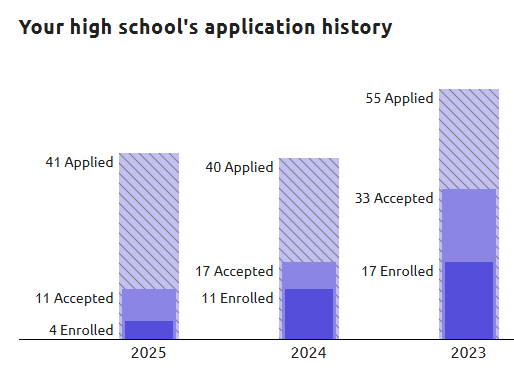 Your high school's application history
55 Applied
41 Applied
40 Applied
33 Accepted
17 Accepted
17 Enrolled
11 Accepted
11 Enrolled
4 Enrolled
2025
2024
2023